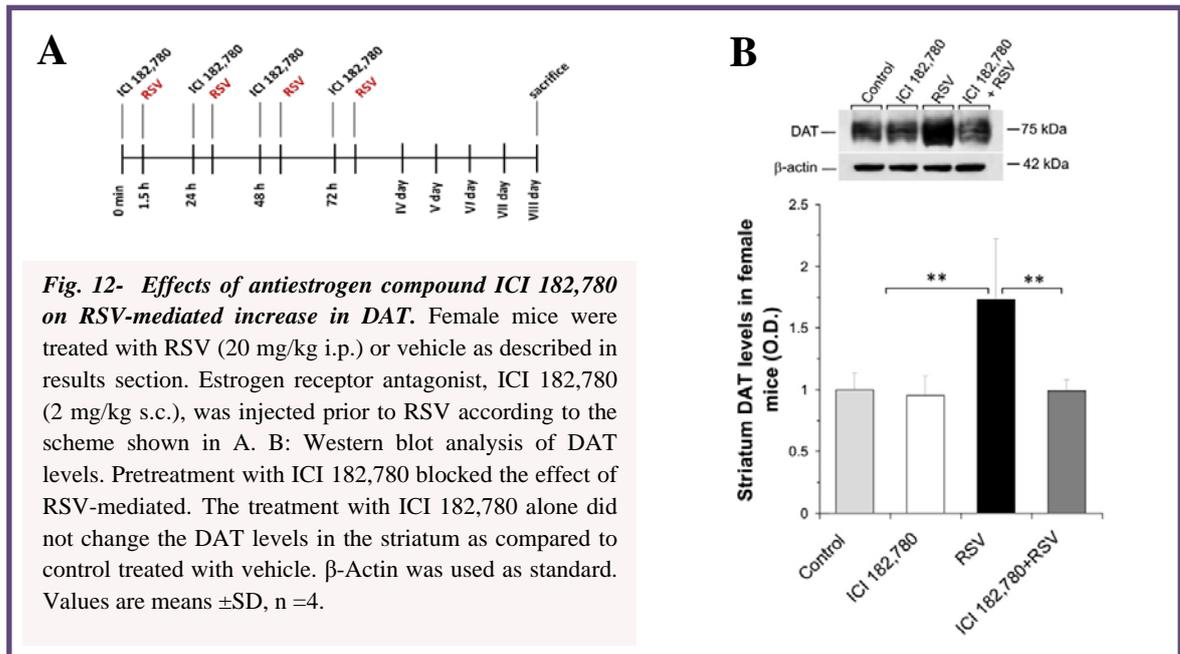 A
ICI 182,780
RSV
ICI 182,780
RSV
ICI 182,780
RSV
ICI 182,780
RSV
sacrifice
0 min
1.5 h
24 h
48 h
72 h
IV day
V day
VI day
VII day
VIII day
Fig. 12- Effects of antiestrogen compound ICI 182,780
on RSV-mediated increase in DAT. Female mice were
treated with RSV (20 mg/kg i.p.) or vehicle as described in
results section. Estrogen receptor antagonist, ICI 182,780
(2 mg/kg s.c.), was injected prior to RSV according to the
scheme shown in A. B: Western blot analysis of DAT
levels. Pretreatment with ICI 182,780 blocked the effect of
RSV-mediated. The treatment with ICI 182,780 alone did
not change the DAT levels in the striatum as compared to
control treated with vehicle. β-Actin was used as standard.
Values are means ±SD, n =4.
B
Control
ICI 182,780
RSV
ICI 182,780
+ RSV
DAT
75 kDa
β-actin
42 kDa
Striatum DAT levels in female
mice (O.D.)
2.5
2
1.5
1
0.5
0
**
**
Control
ICI 182,780
RSV
ICI 182,780+RSV